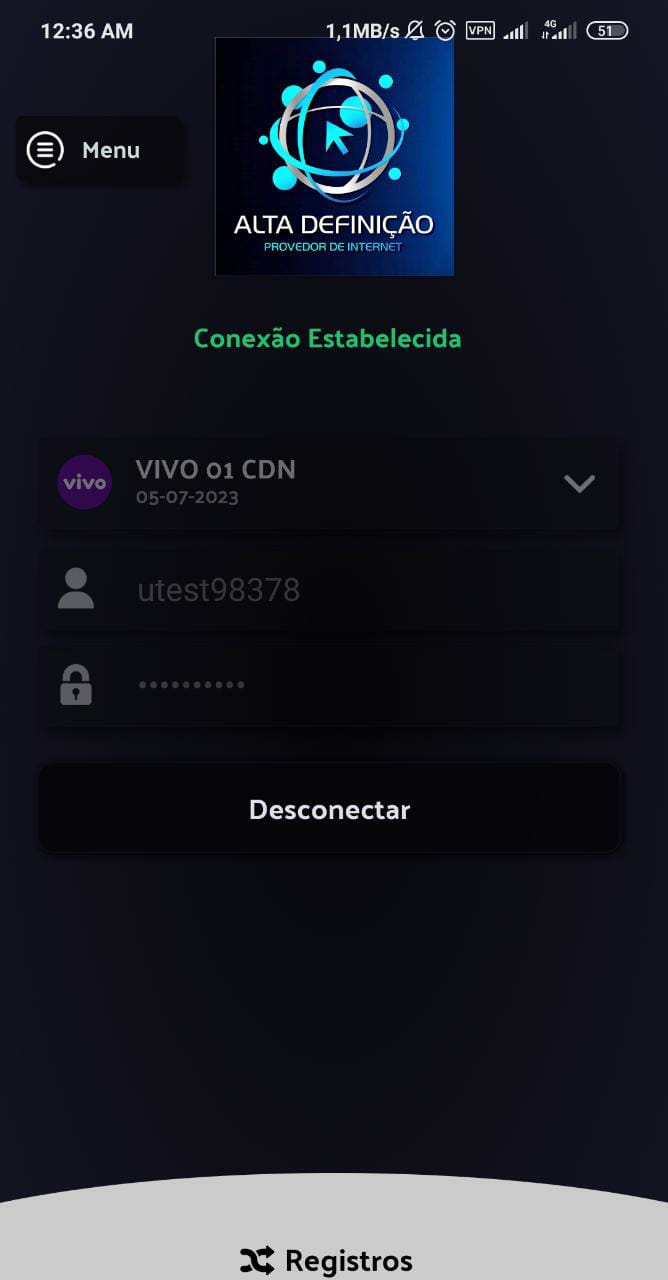 12:36 AM
1,1MB/s
VPN
4G
51
Menu
ALTA DEFINIÇÃO
PROVEDOR DE INTERNET
Conexão Estabelecida
vivo
VIVO 01 CDN
05-07-2023
utest98378
••••••••••
Desconectar
Registros